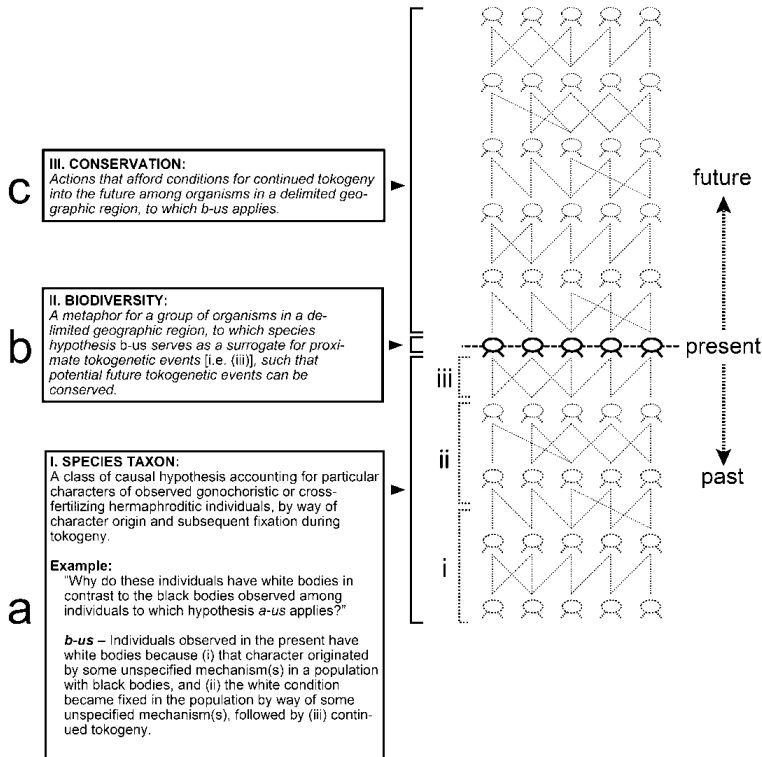 c
III. CONSERVATION:
Actions that afford conditions for continued tokogeny
into the future among organisms in a delimited geo-
graphic region, to which b-us applies.
b
II. BIODIVERSITY:
A metaphor for a group of organisms in a de-
limited geographic region, to which species
hypothesis b-us serves as a surrogate for proxi-
mate tokogenetic events [i.e. (iii)], such that
potential future tokogenetic events can be
conserved.
a
I. SPECIES TAXON:
A class of causal hypothesis accounting for particular
characters of observed gonochoristic or cross-
fertilizing hermaphroditic individuals, by way of
character origin and subsequent fixation during
tokogeny.
Example:
"Why do these individuals have white bodies in
contrast to the black bodies observed among
individuals to which hypothesis a-us applies?"
b-us – Individuals observed in the present have
white bodies because (i) that character originated
by some unspecified mechanism(s) in a population
with black bodies, and (ii) the white condition
became fixed in the population by way of some
unspecified mechanism(s), followed by (iii) contin-
ued tokogeny.
iii
ii
i
future
present
past